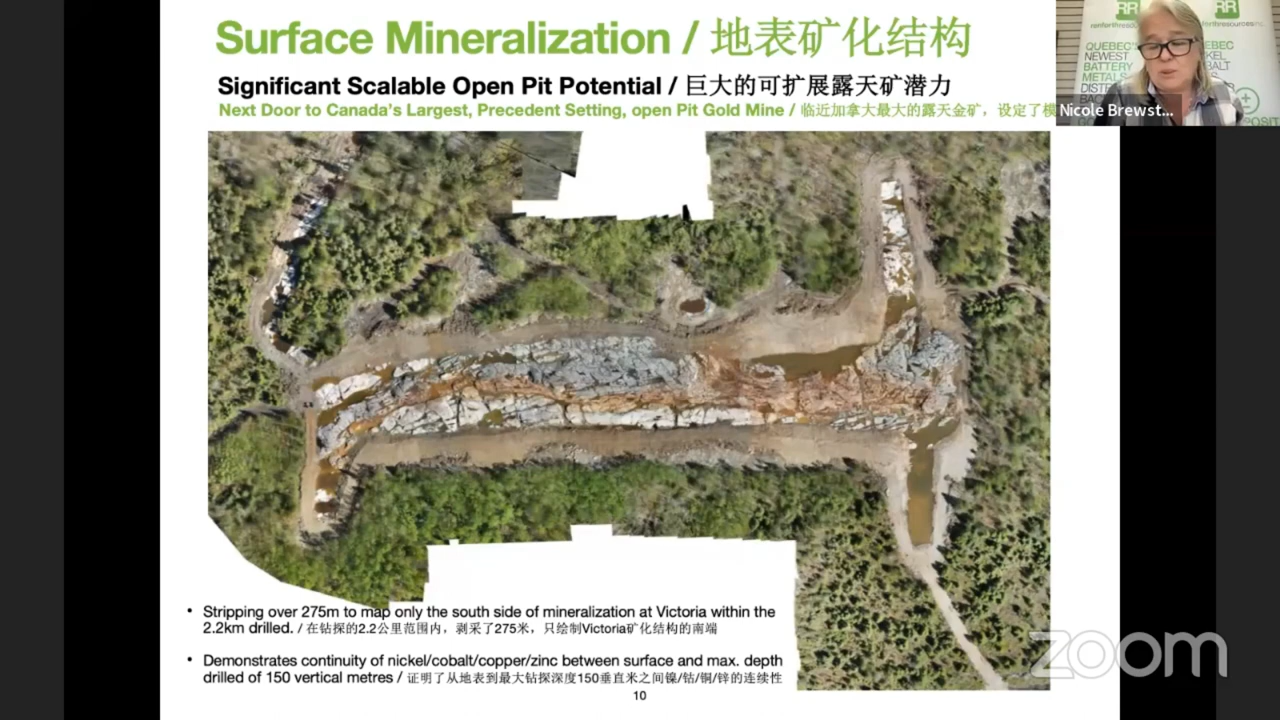 Surface Mineralization / 地表矿化结构
Significant Scalable Open Pit Potential / 巨大的可扩展露天矿潜力
Next Door to Canada's Largest, Precedent Setting, open Pit Gold Mine / 临近加拿大最大的露天金矿，设定了
RR
RR
QUEBEC'S
NEWEST
BATTERY
METALS
Nicole Brewst...
• Stripping over 275m to map only the south side of mineralization at Victoria within the
2.2km drilled. / 在钻探的2.2公里范围内，剥采了275米，只绘制Victoria矿化结构的南端
• Demonstrates continuity of nickel/cobalt/copper/zinc between surface and max. depth
drilled of 150 vertical metres / 证明了从地表到最大钻探深度150垂直米之间镍/钴/铜/锌的连续性
10
zoom